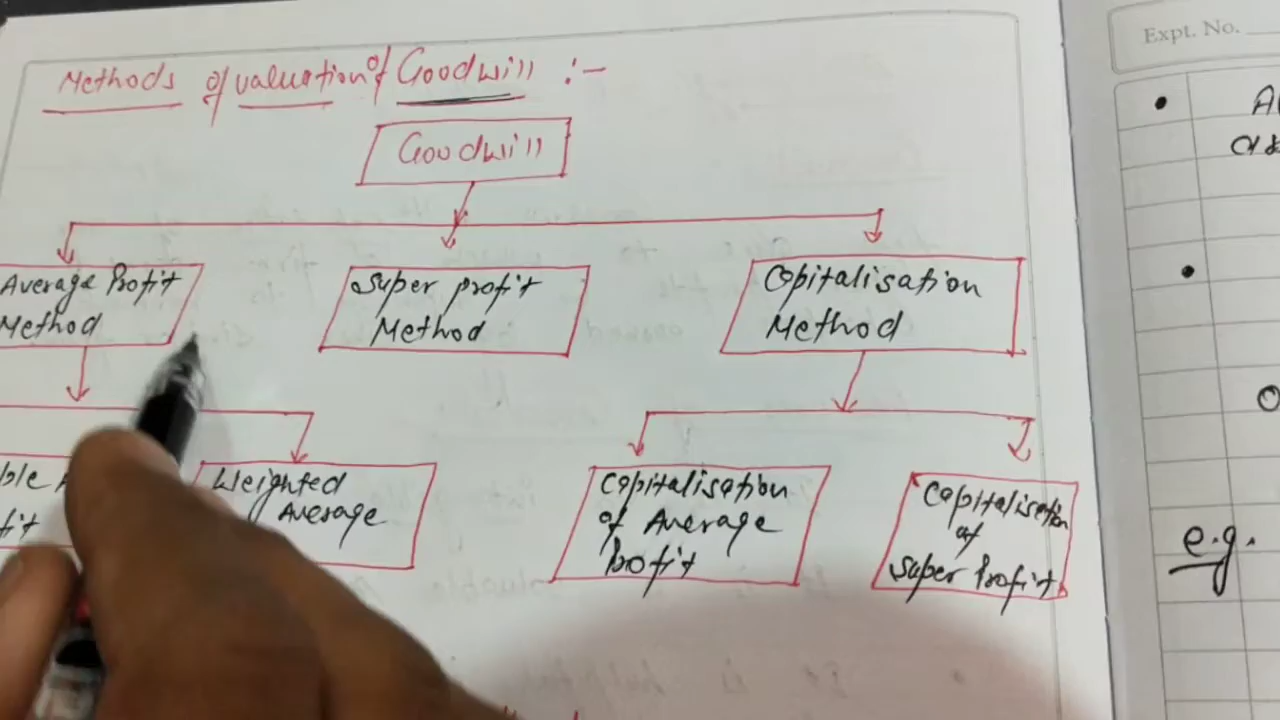 Methods of valuation of Goodwill :-
Goodwill
Average Profit
Method
Super profit
Method
Capitalisation
Method
Weighted
Average
Capitalisation
of Average
Profit
Capitalisation
of
Super Profit
Expt. No.
e.g.